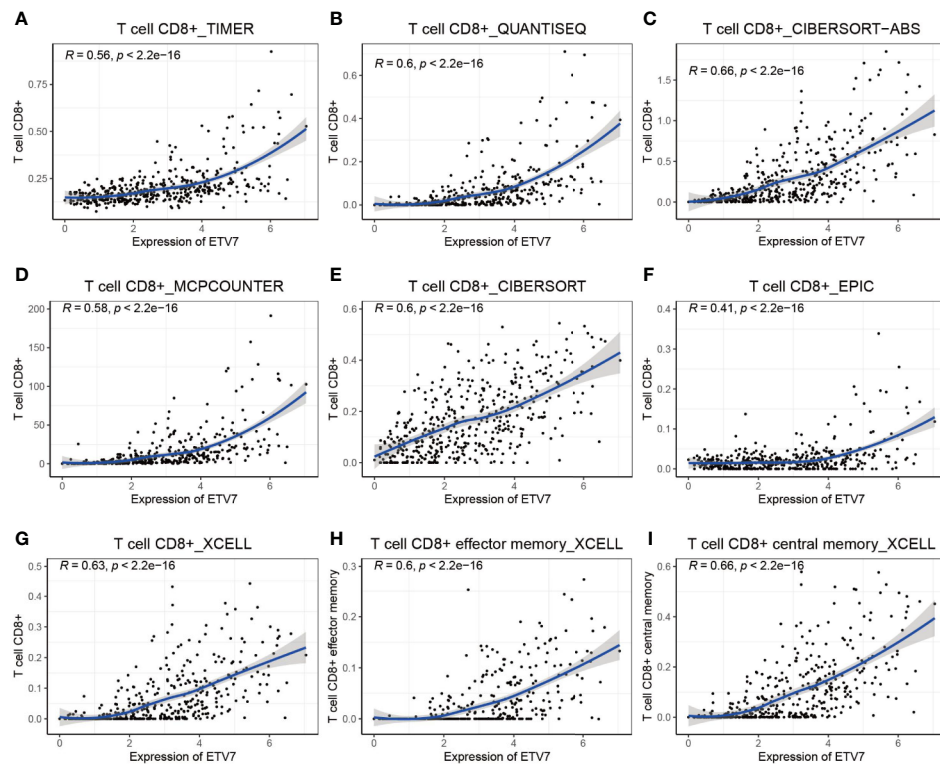 A
T cell CD8+_TIMER
R = 0.56, p < 2.2e-16
T cell CD8+
0.75
0.50
0.25
0 2 4 6
Expression of ETV7
B
T cell CD8+_QUANTISEQ
R = 0.6, p < 2.2e-16
T cell CD8+
0.6
0.4
0.2
0.0
0 2 4 6
Expression of ETV7
C
T cell CD8+_CIBERSORT-ABS
R = 0.66, p < 2.2e-16
T cell CD8+
1.5
1.0
0.5
0.0
0 2 4 6
Expression of ETV7
D
T cell CD8+_MCPCOUNTER
R = 0.58, p < 2.2e-16
T cell CD8+
200
150
100
50
0
0 2 4 6
Expression of ETV7
E
T cell CD8+_CIBERSORT
R = 0.6, p < 2.2e-16
T cell CD8+
0.6
0.4
0.2
0.0
0 2 4 6
Expression of ETV7
F
T cell CD8+_EPIC
R = 0.41, p < 2.2e-16
T cell CD8+
0.4
0.3
0.2
0.1
0.0
0 2 4 6
Expression of ETV7
G
T cell CD8+_XCELL
R = 0.63, p < 2.2e-16
T cell CD8+
0.5
0.4
0.3
0.2
0.1
0.0
0 2 4 6
Expression of ETV7
H
T cell CD8+ effector memory_XCELL
R = 0.6, p < 2.2e-16
T cell CD8+ effector memory
0.3
0.2
0.1
0.0
0 2 4 6
Expression of ETV7
I
T cell CD8+ central memory_XCELL
R = 0.66, p < 2.2e-16
T cell CD8+ central memory
0.6
0.4
0.2
0.0
0 2 4 6
Expression of ETV7